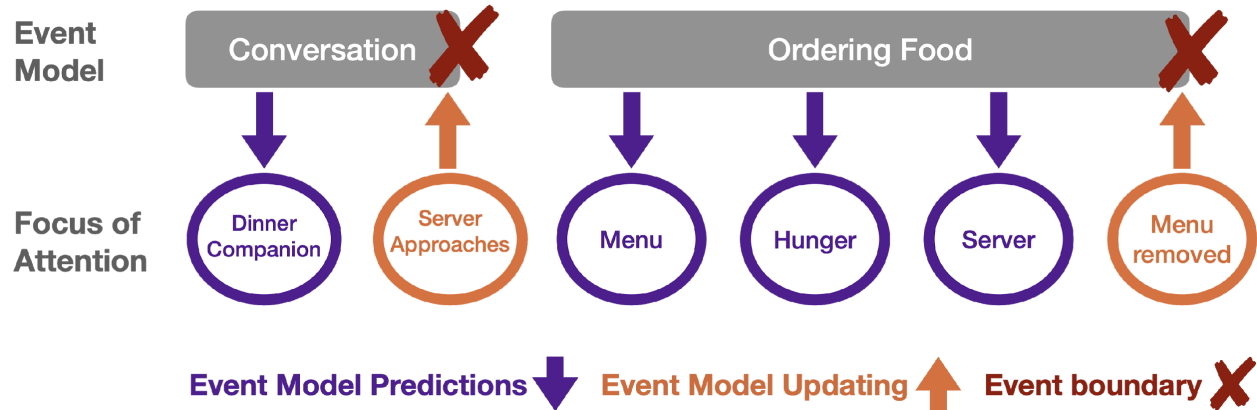 Event
Model
Conversation
Ordering Food
Focus of
Attention
Dinner
Companion
Server
Approaches
Menu
Hunger
Server
Menu
removed
Event Model Predictions
Event Model Updating
Event boundary